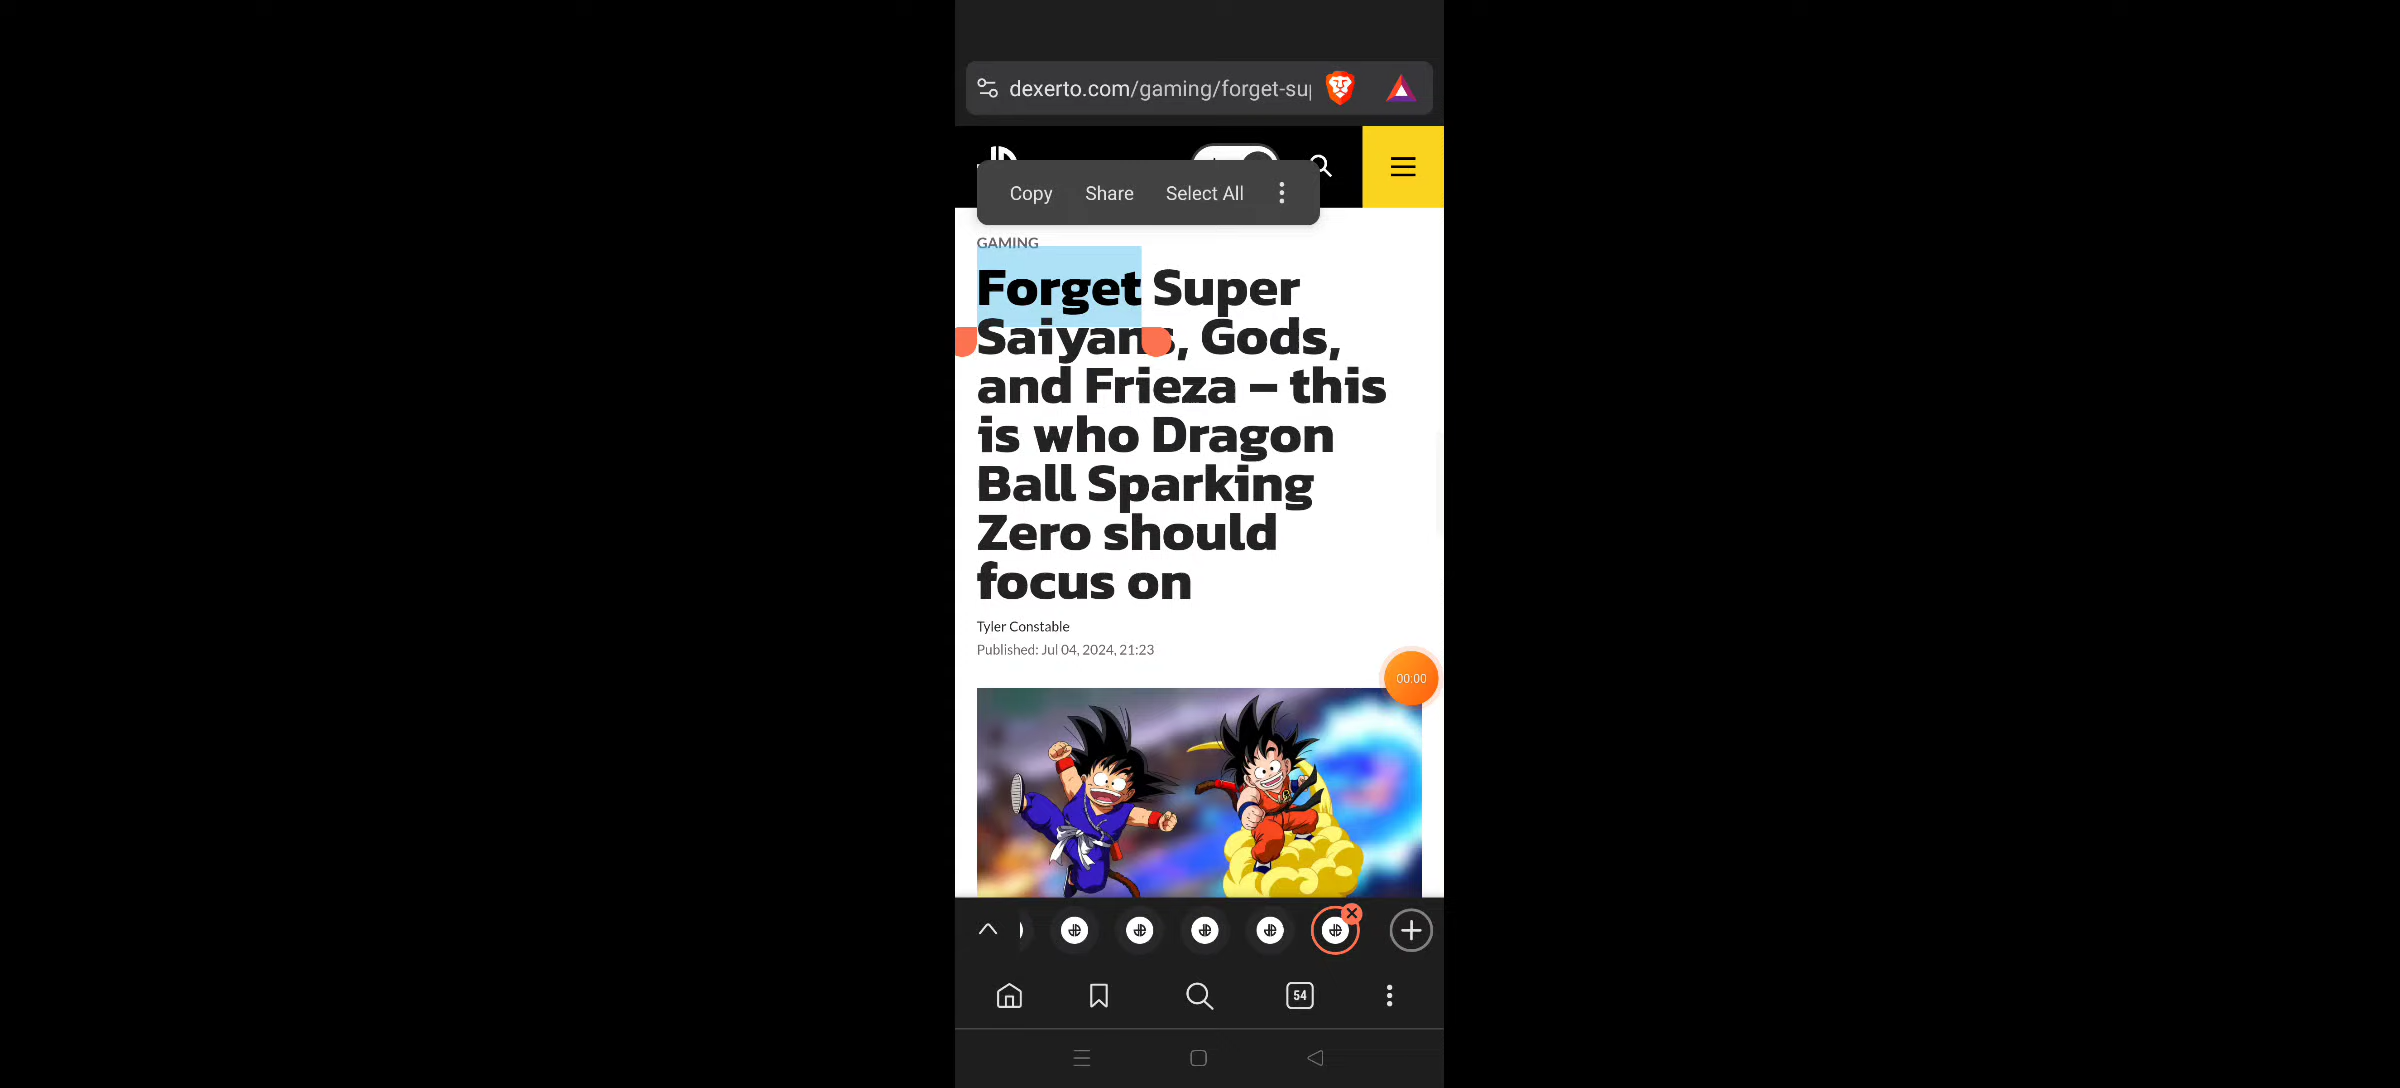 dexerto.com/gaming/forget-su
Copy Share Select All
GAMING
Forget Super
Saiyans, Gods,
and Frieza – this
is who Dragon
Ball Sparking
Zero should
focus on
Tyler Constable
Published: Jul 04, 2024, 21:23
00:00
54